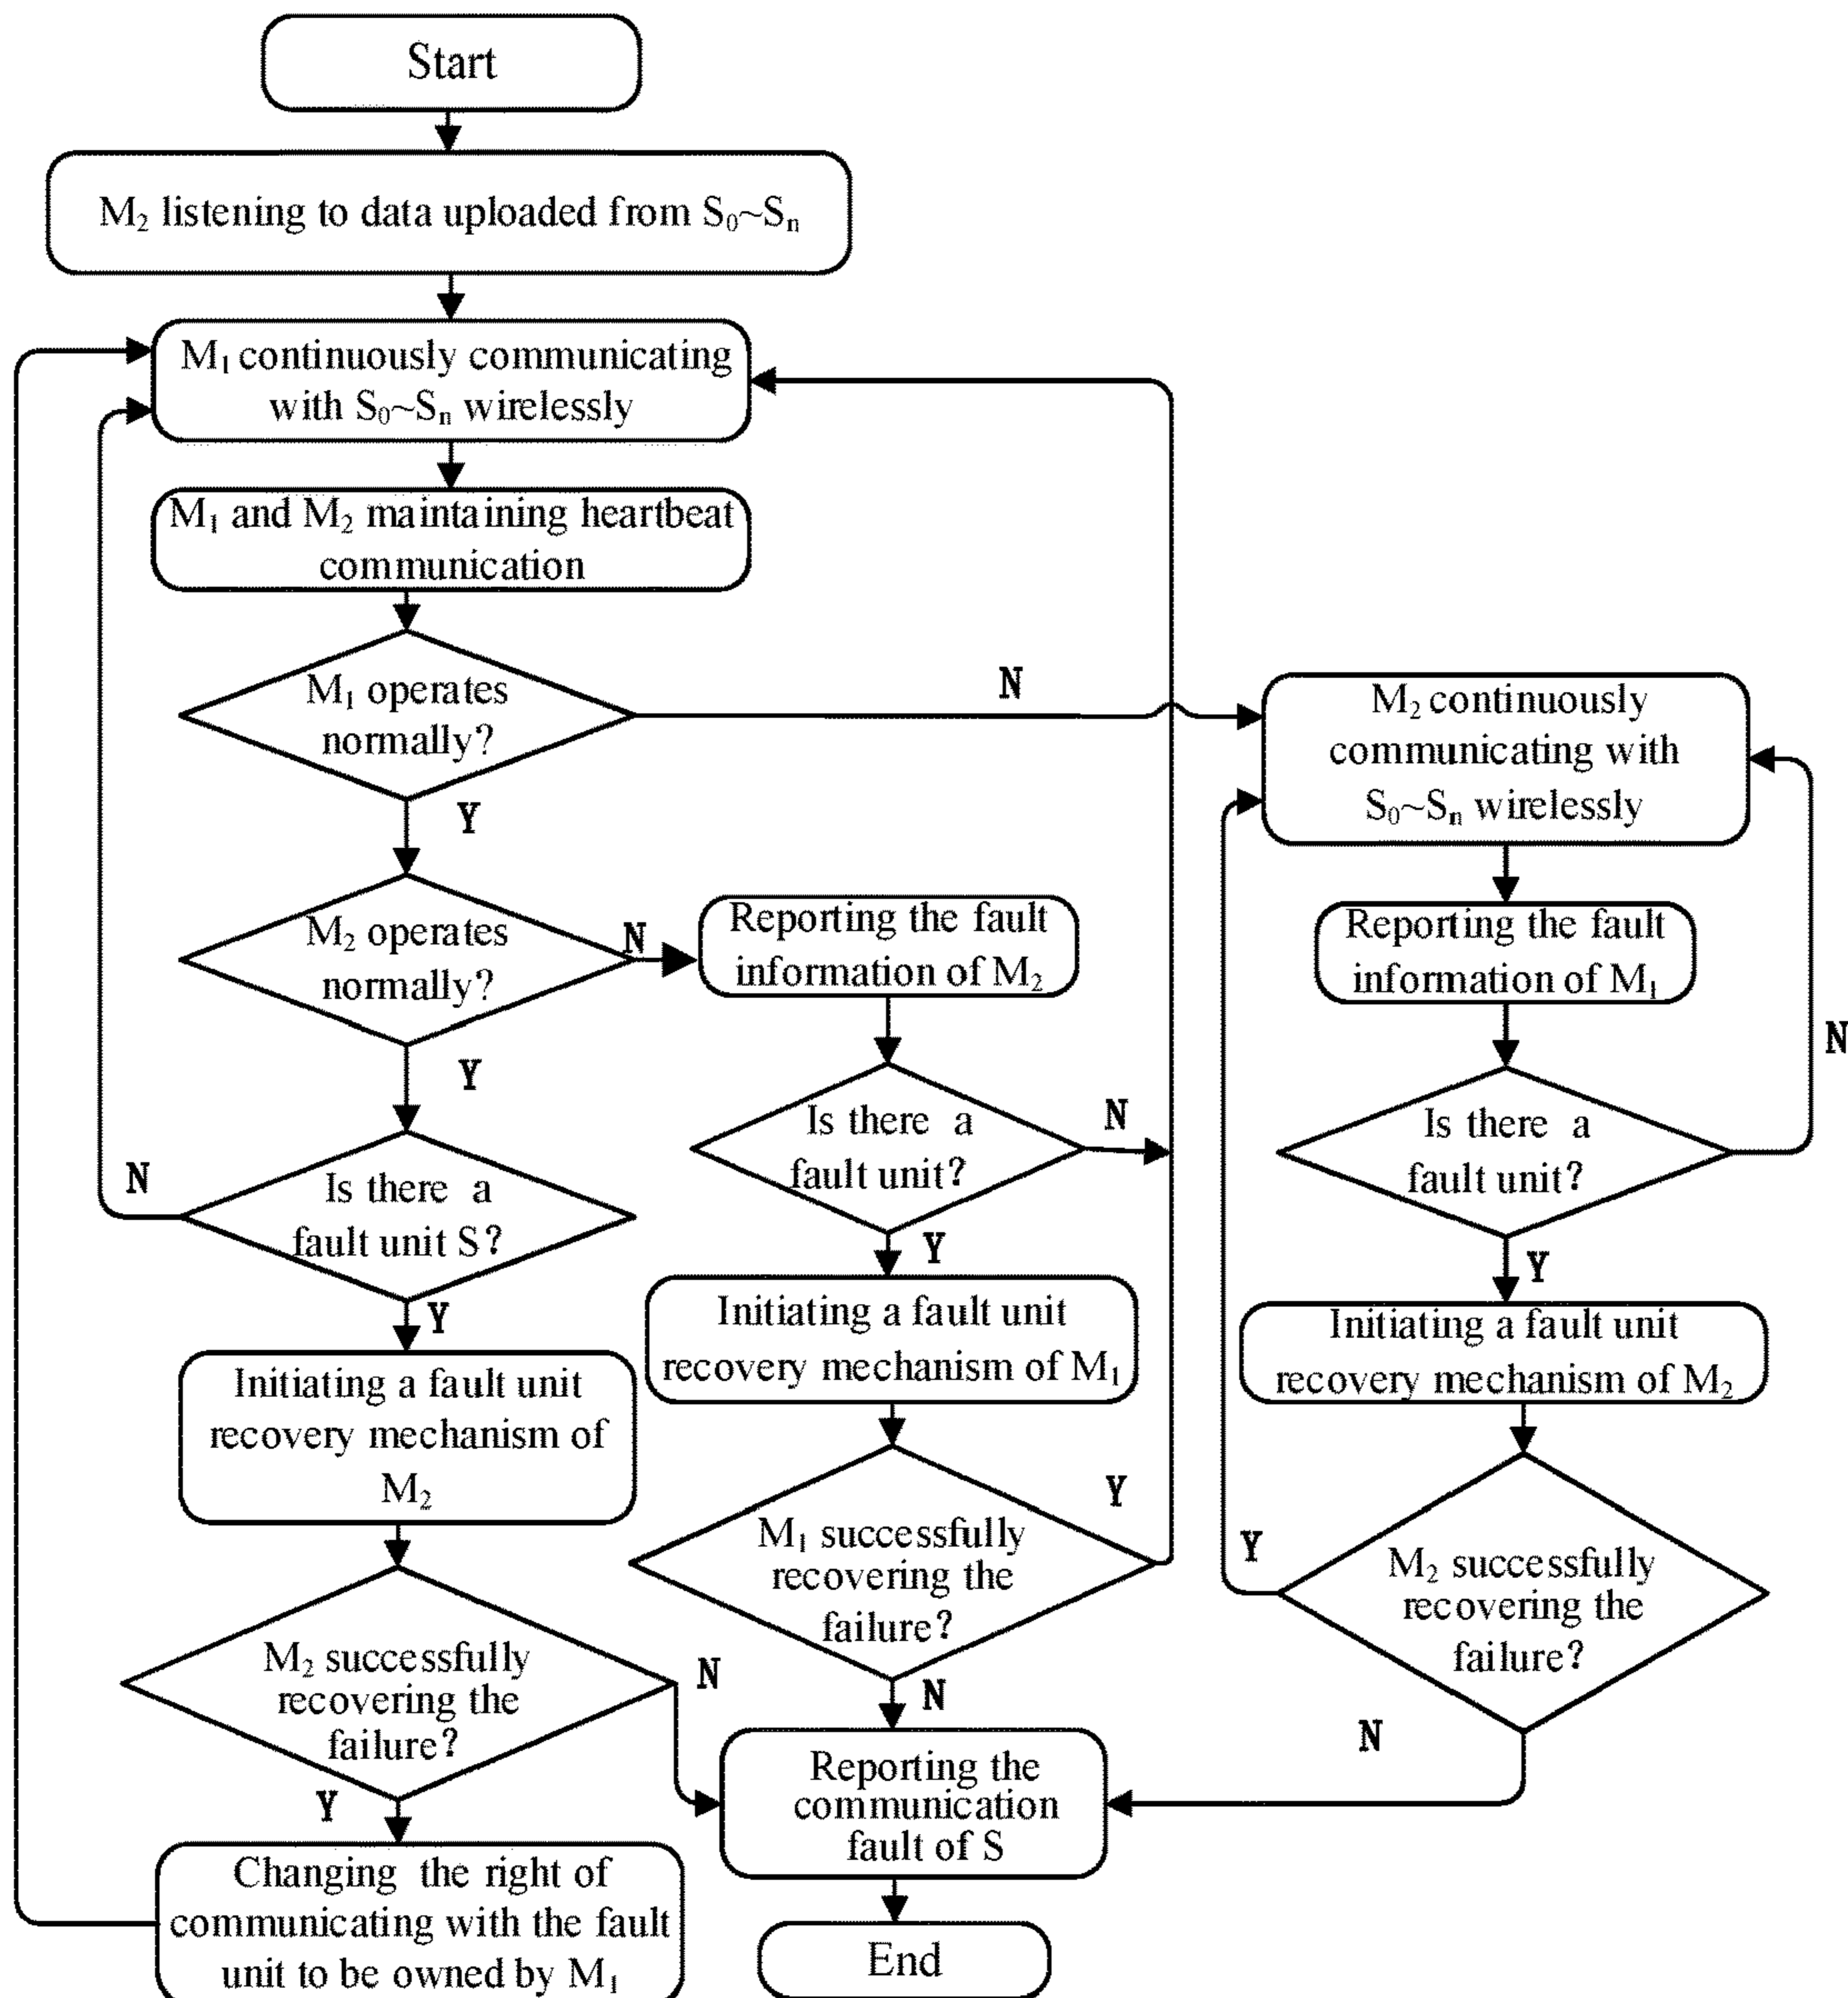 Start
M₂ listening to data uploaded from S₀~Sₙ
M₁ continuously communicating
with S₀~Sₙ wirelessly
M₁ and M₂ maintaining heartbeat
communication
M₁ operates
normally?
N
Y
M₂ continuously
communicating with
S₀~Sₙ wirelessly
M₂ operates
normally?
N
Y
Reporting the fault
information of M₂
Reporting the fault
information of M₁
Is there a
fault unit S?
N
Y
Is there a
fault unit?
N
Y
Is there a
fault unit?
N
Y
Initiating a fault unit
recovery mechanism of
M₂
Initiating a fault unit
recovery mechanism of M₁
Initiating a fault unit
recovery mechanism of M₂
M₂ successfully
recovering the
failure?
N
Y
M₁ successfully
recovering the
failure?
Y
N
M₂ successfully
recovering the
failure?
Y
N
Changing the right of
communicating with the fault
unit to be owned by M₁
Reporting the
communication
fault of S
End